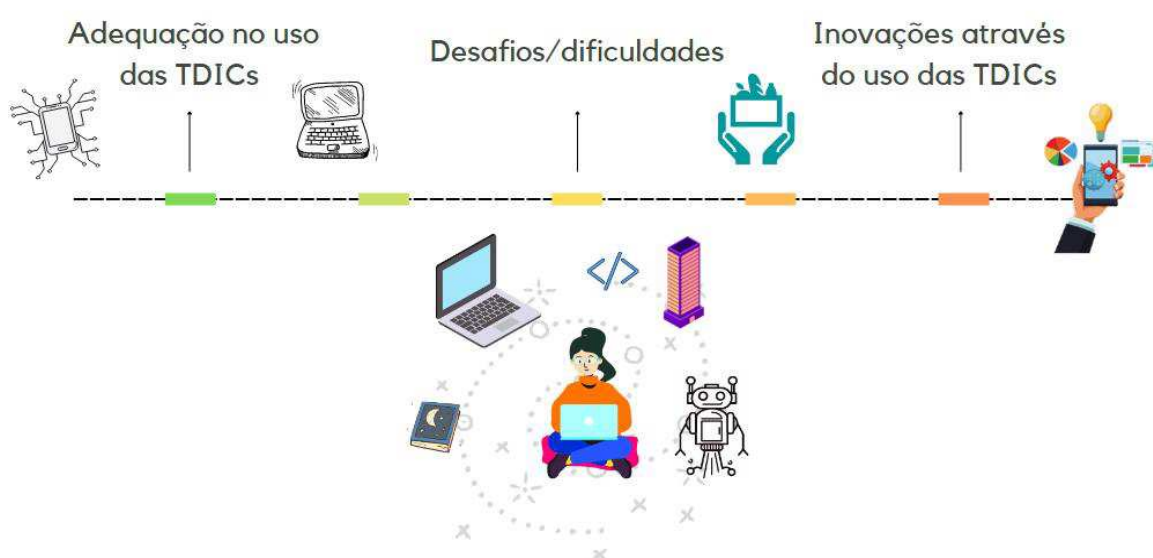 Adequação no uso
das TDICs
Desafios/dificuldades
Inovações através
do uso das TDICs
</>